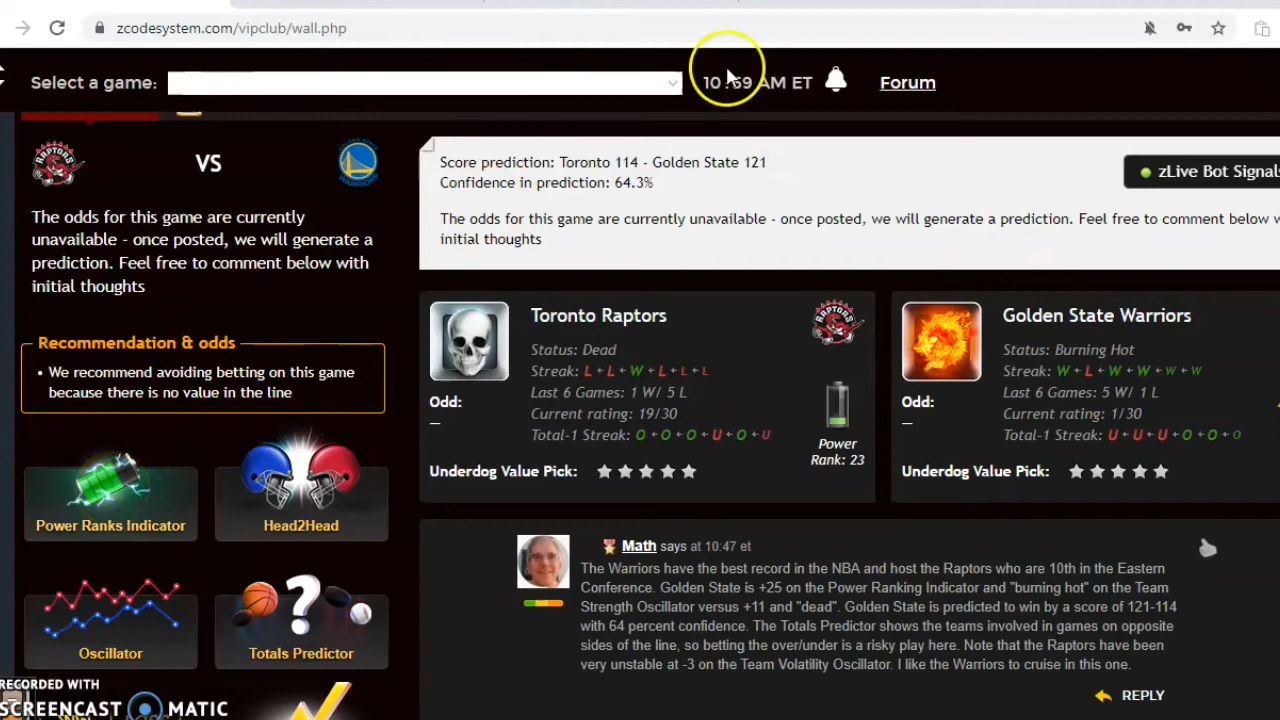 zcodesystem.com/vipclub/wall.php
Select a game:
10:59 AM ET
Forum
RAPTORS
VS
The odds for this game are currently
unavailable - once posted, we will generate a
prediction. Feel free to comment below with
initial thoughts
Recommendation & odds
• We recommend avoiding betting on this game
because there is no value in the line
Power Ranks Indicator
Head2Head
Oscillator
Totals Predictor
Score prediction: Toronto 114 - Golden State 121
Confidence in prediction: 64.3%
The odds for this game are currently unavailable - once posted, we will generate a prediction. Feel free to comment below w
initial thoughts
zLive Bot Signals
Toronto Raptors
RAPTORS
Status: Dead
Streak: L + L + W + L + L + L
Last 6 Games: 1 W/ 5 L
Odd:
—
Current rating: 19/30
Total-1 Streak: O + O + O + U + O + U
Power
Rank: 23
Underdog Value Pick:
Golden State Warriors
Status: Burning Hot
Streak: W + L + W + W + W + W
Last 6 Games: 5 W/ 1 L
Odd:
—
Current rating: 1/30
Total-1 Streak: U + U + U + O + O + O
Underdog Value Pick:
Math says at 10:47 et
The Warriors have the best record in the NBA and host the Raptors who are 10th in the Eastern
Conference. Golden State is +25 on the Power Ranking Indicator and "burning hot" on the Team
Strength Oscillator versus +11 and "dead". Golden State is predicted to win by a score of 121-114
with 64 percent confidence. The Totals Predictor shows the teams involved in games on opposite
sides of the line, so betting the over/under is a risky play here. Note that the Raptors have been
very unstable at -3 on the Team Volatility Oscillator. I like the Warriors to cruise in this one.
REPLY
RECORDED WITH
SCREENCAST MATIC